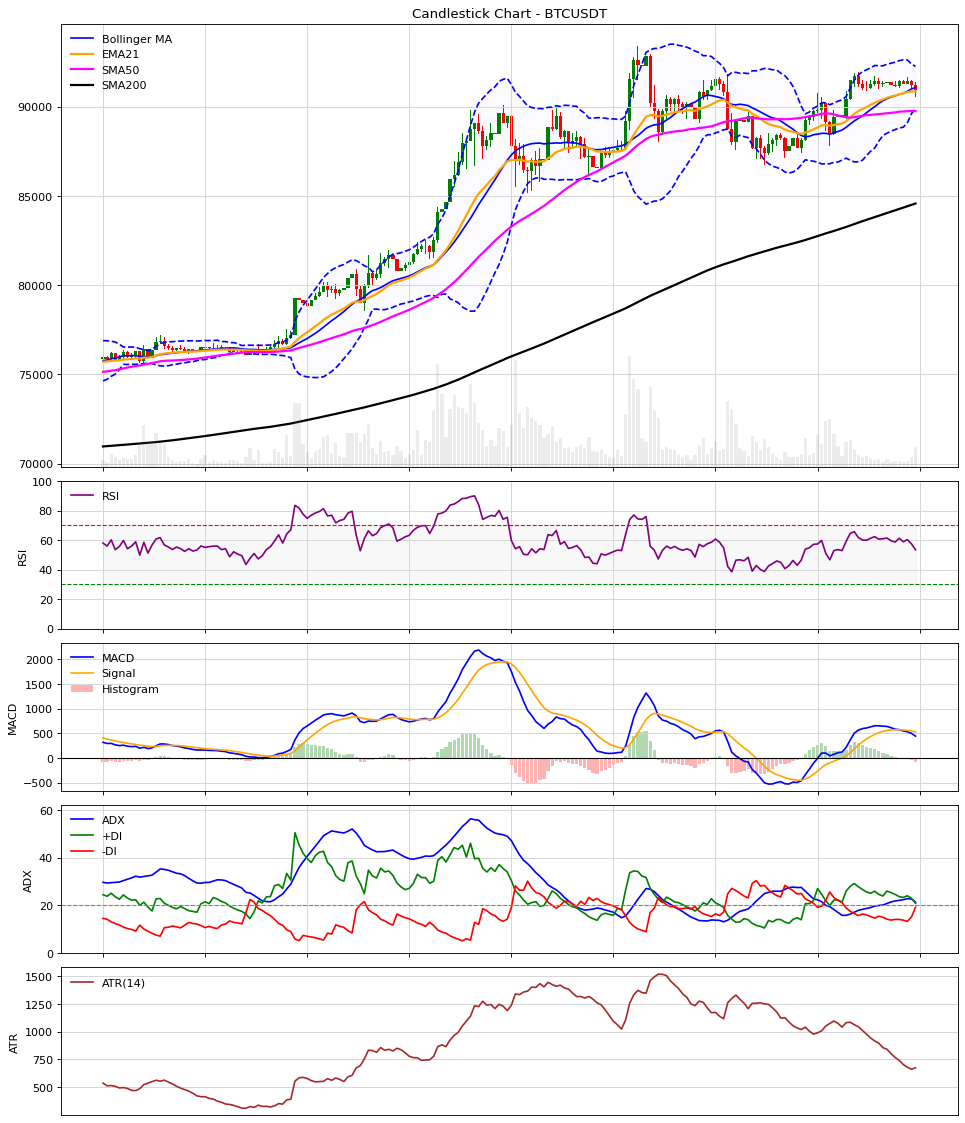 Candlestick Chart - BTCUSDT
Bollinger MA
EMA21
SMA50
SMA200
90000
85000
80000
75000
70000
100
80
60
40
20
0
RSI
RSI
2000
1500
1000
500
0
−500
MACD
MACD
Signal
Histogram
60
40
20
0
ADX
ADX
+DI
-DI
1500
1250
1000
750
500
ATR
ATR(14)